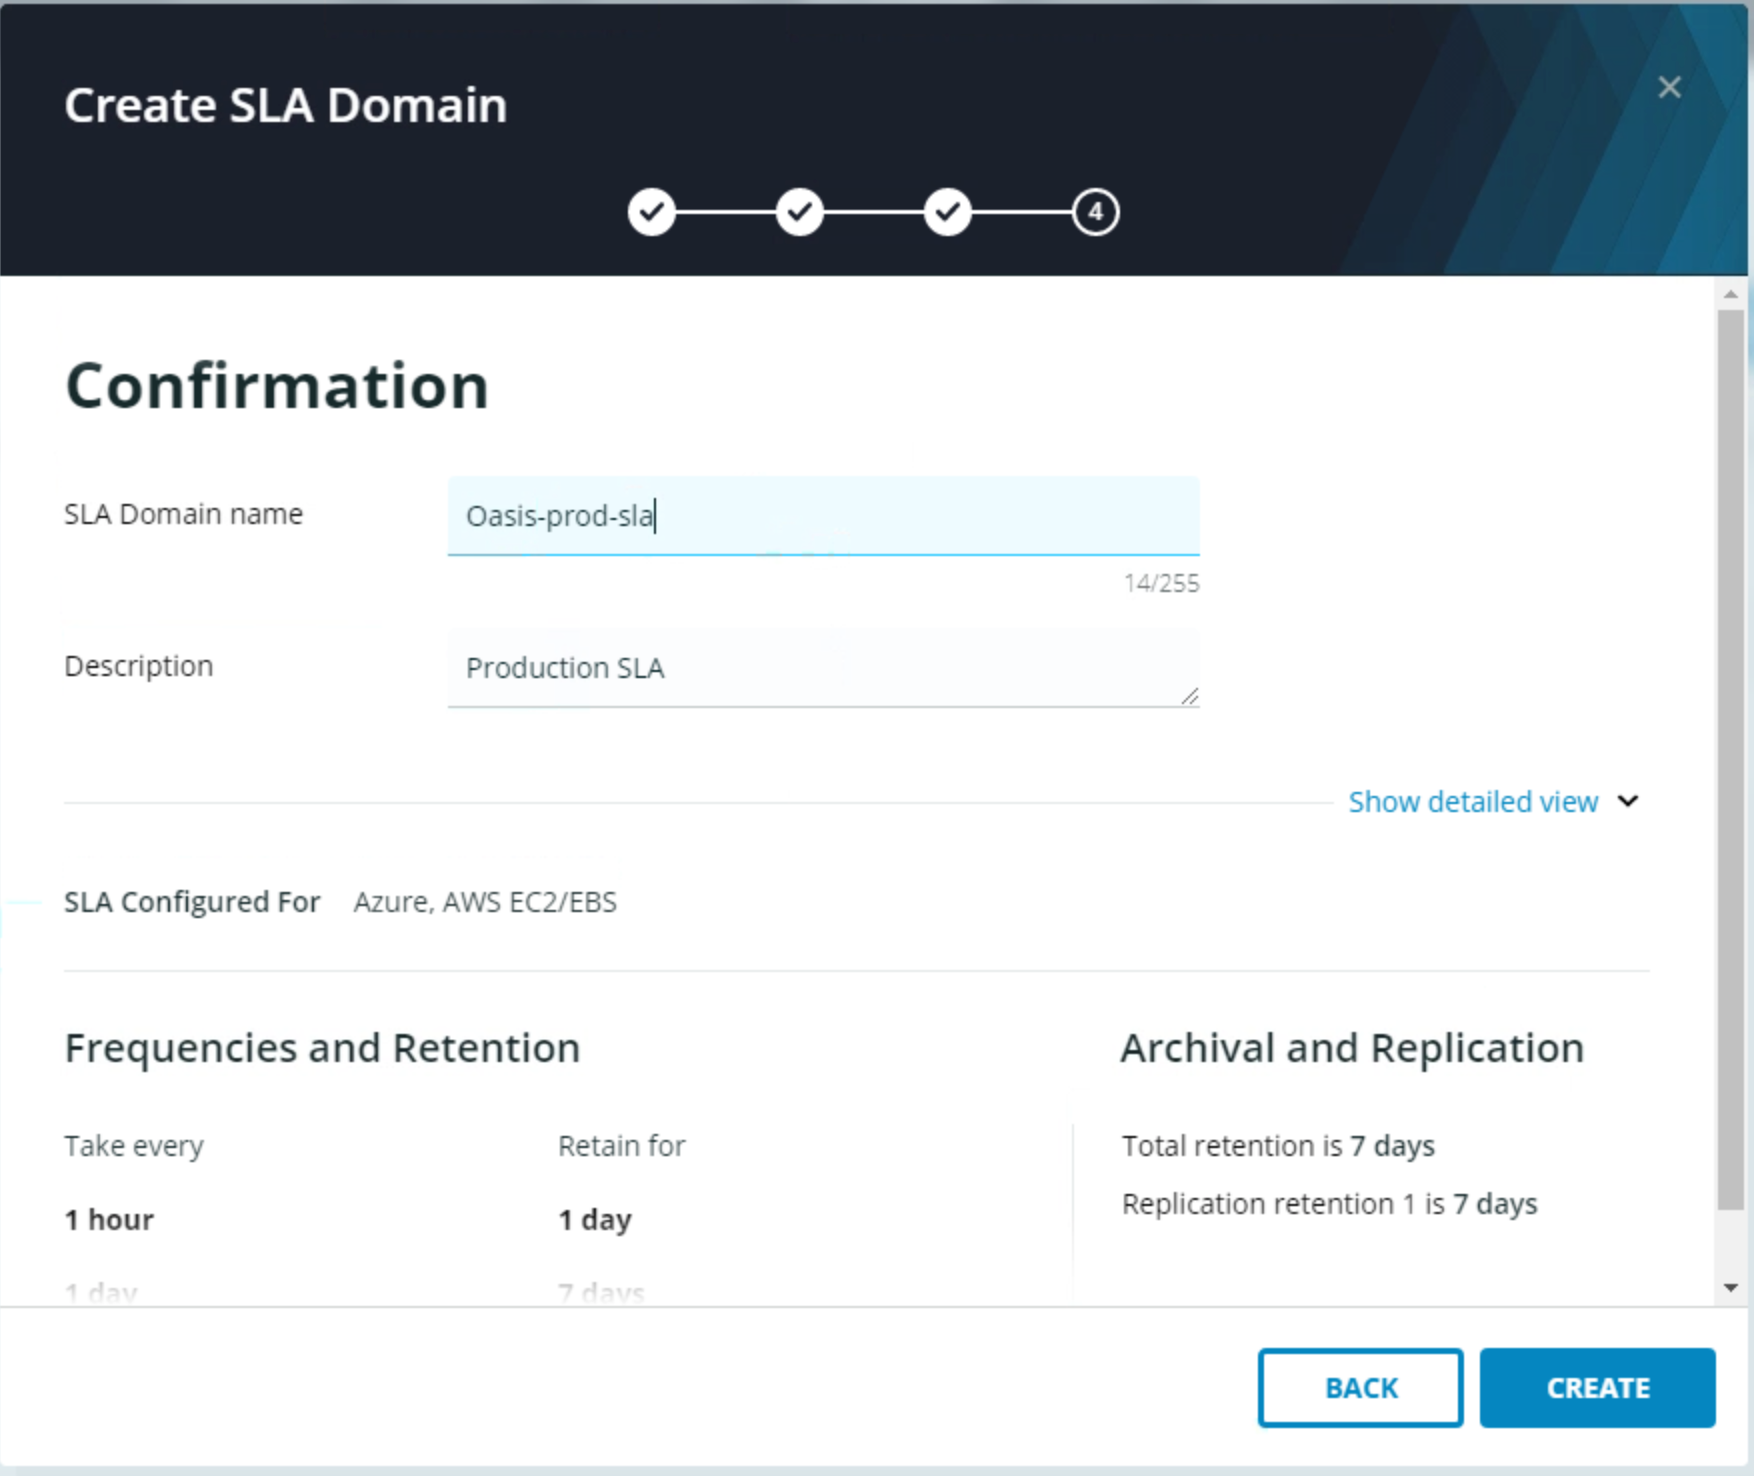 Create SLA Domain
4
Confirmation
SLA Domain name
Oasis-prod-sla
14/255
Description
Production SLA
Show detailed view
SLA Configured For Azure, AWS EC2/EBS
Frequencies and Retention
Take every Retain for
1 hour 1 day
1 day 7 days
Archival and Replication
Total retention is 7 days
Replication retention 1 is 7 days
BACK
CREATE